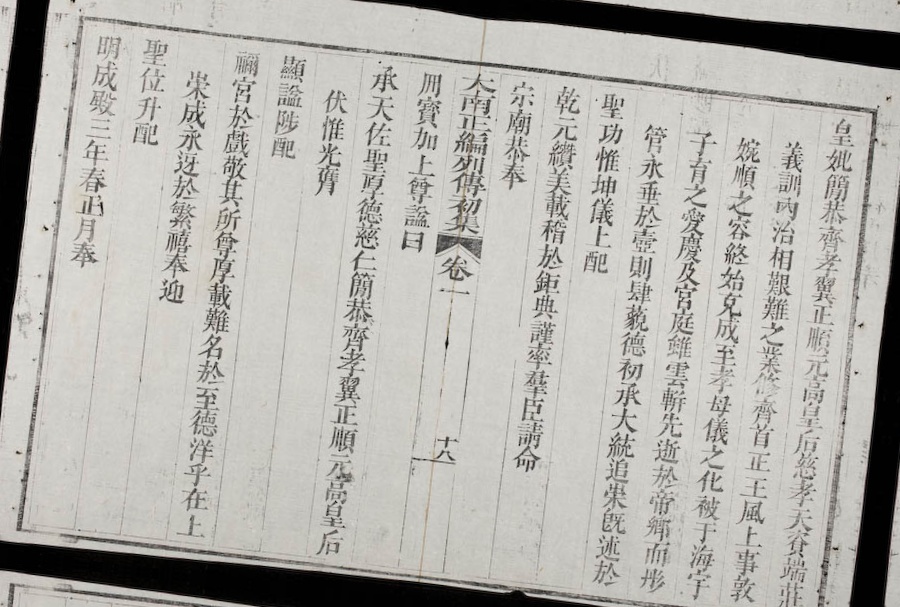 皇妣簡恭齊孝翼正順元高皇后慈孝天資端莊
義訓內治相艱難之業修齊首正王風上事敦
婉順之容終始克成至孝母儀之化被于海宇
子育之愛慶及宮庭雖雲軿先逝於帝鄉而彤
管永垂於壼則肆藐德初承大統追崇既述於
聖功惟坤儀上配
乾元纘美載稽於鉅典謹率羣臣請命
宗廟恭奉
大南正編列傳初集 卷一 十八
冊寶加上尊謚曰
承天佐聖厚德慈仁簡恭齊孝翼正順元高皇后
伏惟光膺
顯謚陟配
禰宮於戲敬其所尊厚載難名於至德洋乎在上
崇成永迓於繁禧奉迎
聖位升配
明成殿三年春正月奉